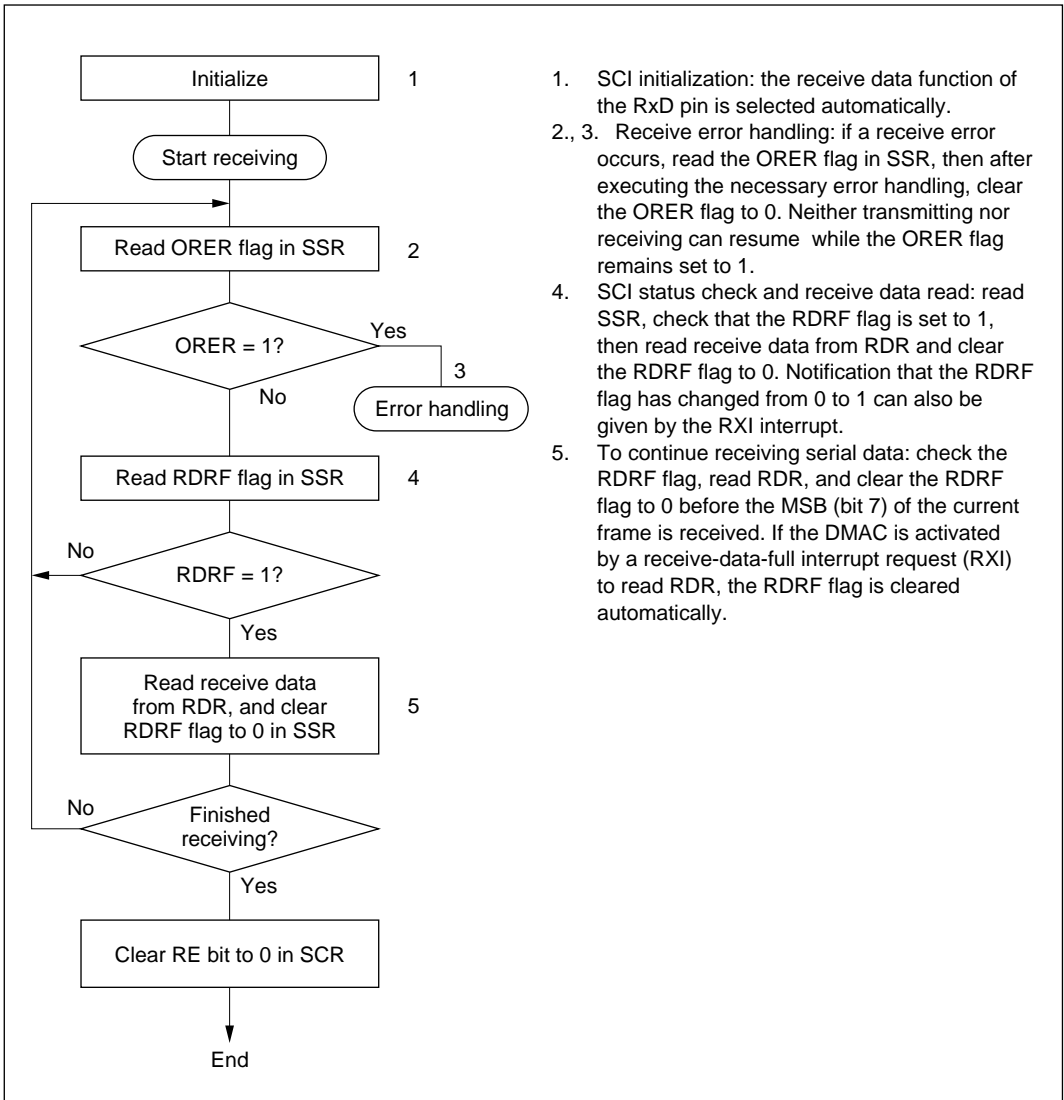 Initialize
1
Start receiving
Read ORER flag in SSR
2
ORER = 1?
Yes
3
No
Error handling
Read RDRF flag in SSR
4
No
RDRF = 1?
Yes
Read receive data
from RDR, and clear
RDRF flag to 0 in SSR
5
No
Finished
receiving?
Yes
Clear RE bit to 0 in SCR
End
1. SCI initialization: the receive data function of
the RxD pin is selected automatically.
2., 3. Receive error handling: if a receive error
occurs, read the ORER flag in SSR, then after
executing the necessary error handling, clear
the ORER flag to 0. Neither transmitting nor
receiving can resume while the ORER flag
remains set to 1.
4. SCI status check and receive data read: read
SSR, check that the RDRF flag is set to 1,
then read receive data from RDR and clear
the RDRF flag to 0. Notification that the RDRF
flag has changed from 0 to 1 can also be
given by the RXI interrupt.
5. To continue receiving serial data: check the
RDRF flag, read RDR, and clear the RDRF
flag to 0 before the MSB (bit 7) of the current
frame is received. If the DMAC is activated
by a receive-data-full interrupt request (RXI)
to read RDR, the RDRF flag is cleared
automatically.